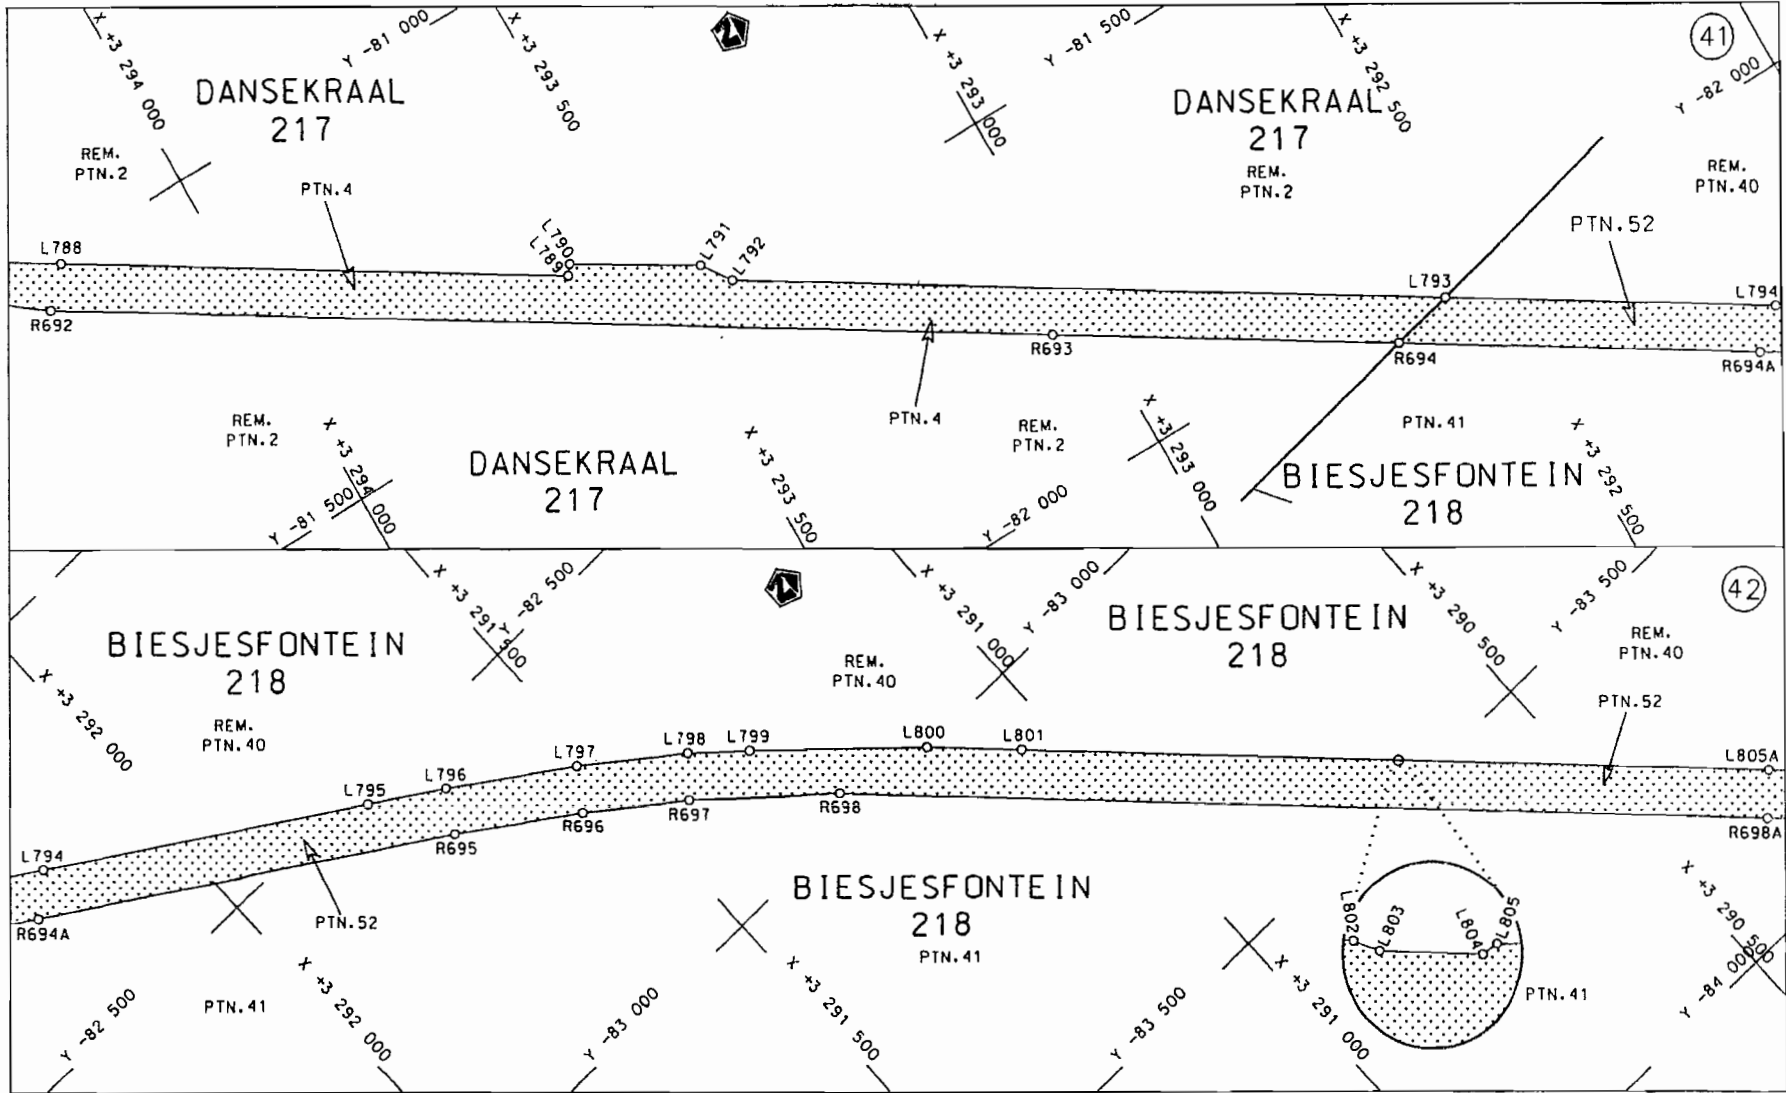 X +3 294 000
Y -81 000
X +3 293 500
X +3 293 000
Y -81 500
X +3 292 500
Y -82 000
41
DANSEKRAAL
217
DANSEKRAAL
217
REM.
PTN.2
PTN.4
REM.
PTN.2
REM.
PTN.40
PTN.52
L788
L790
L789
L791
L792
L793
L794
R692
R693
R694
R694A
REM.
PTN.2
X +3 294 000
Y -81 500
DANSEKRAAL
217
X +3 293 500
PTN.4
REM.
PTN.2
Y -82 000
X +3 293 000
PTN.41
BIESJESFONTEIN
218
X +3 292 500
X +3 291 500
Y -82 500
X +3 291 000
Y -83 000
X +3 290 500
Y -83 500
42
BIESJESFONTEIN
218
REM.
PTN.40
X +3 292 000
REM.
PTN.40
BIESJESFONTEIN
218
REM.
PTN.40
PTN.52
L794
L795
L796
L797
L798
L799
L800
L801
L805A
R694A
R695
R696
R697
R698
R698A
PTN.52
BIESJESFONTEIN
218
PTN.41
L802
L803
L804
L805
PTN.41
PTN.41
Y -82 500
X +3 292 000
Y -83 000
X +3 291 500
Y -83 500
X +3 291 000
Y -84 000
X +3 290 500